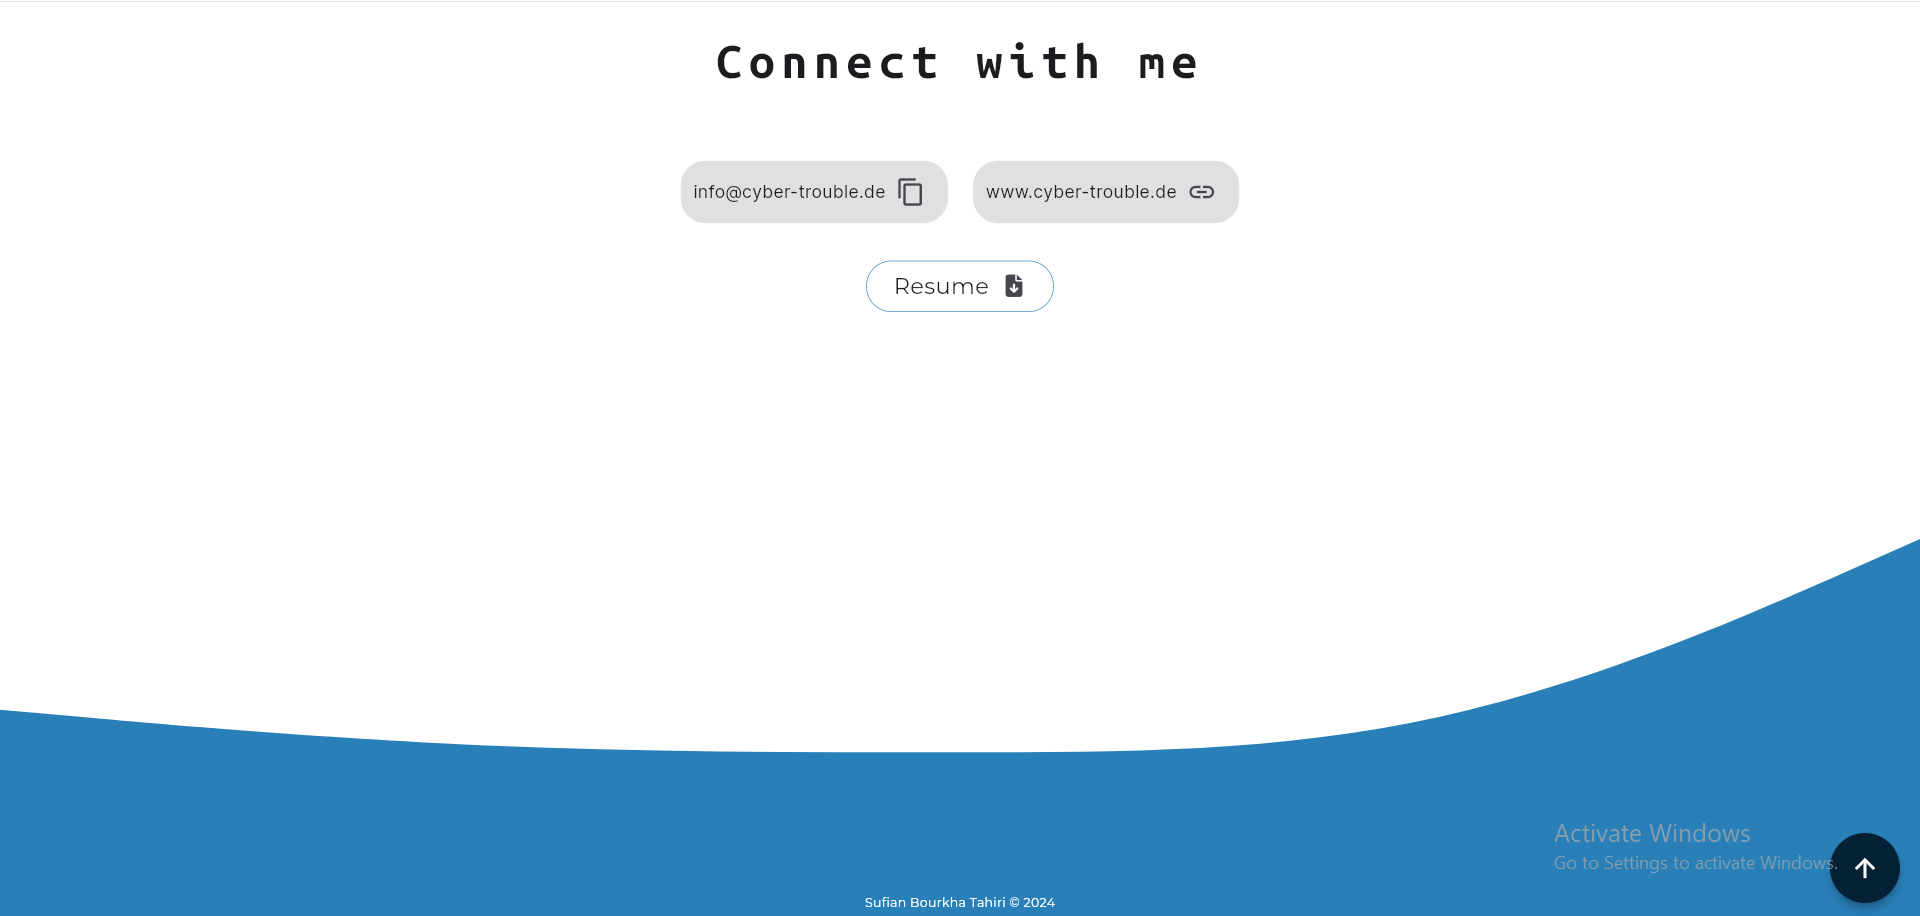 Connect with me
info@cyber-trouble.de
www.cyber-trouble.de
Resume
Activate Windows
Go to Settings to activate Windows.
Sufian Bourkha Tahiri © 2024